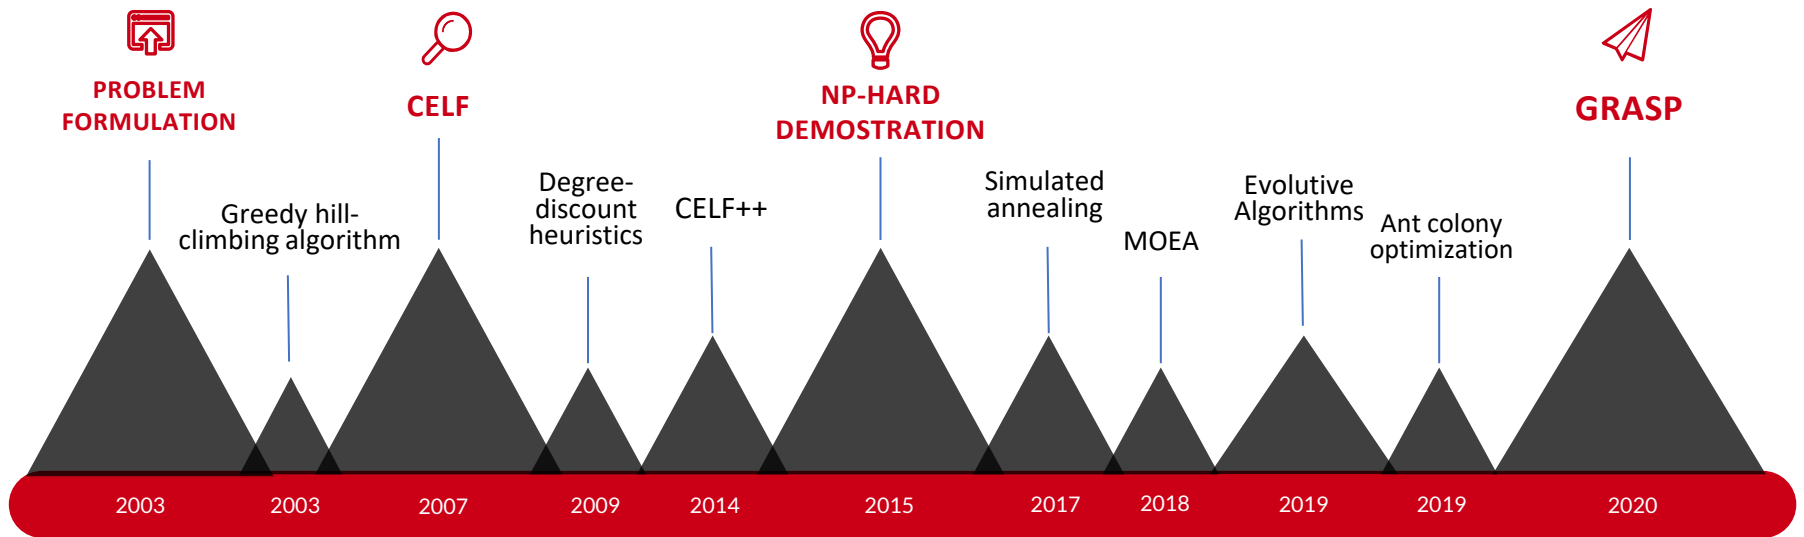 PROBLEM
FORMULATION
Greedy hill-
climbing algorithm
CELF
Degree-
discount
heuristics
CELF++
NP-HARD
DEMOSTRATION
Simulated
annealing
MOEA
Evolutive
Algorithms
Ant colony
optimization
GRASP
2003
2003
2007
2009
2014
2015
2017
2018
2019
2019
2020